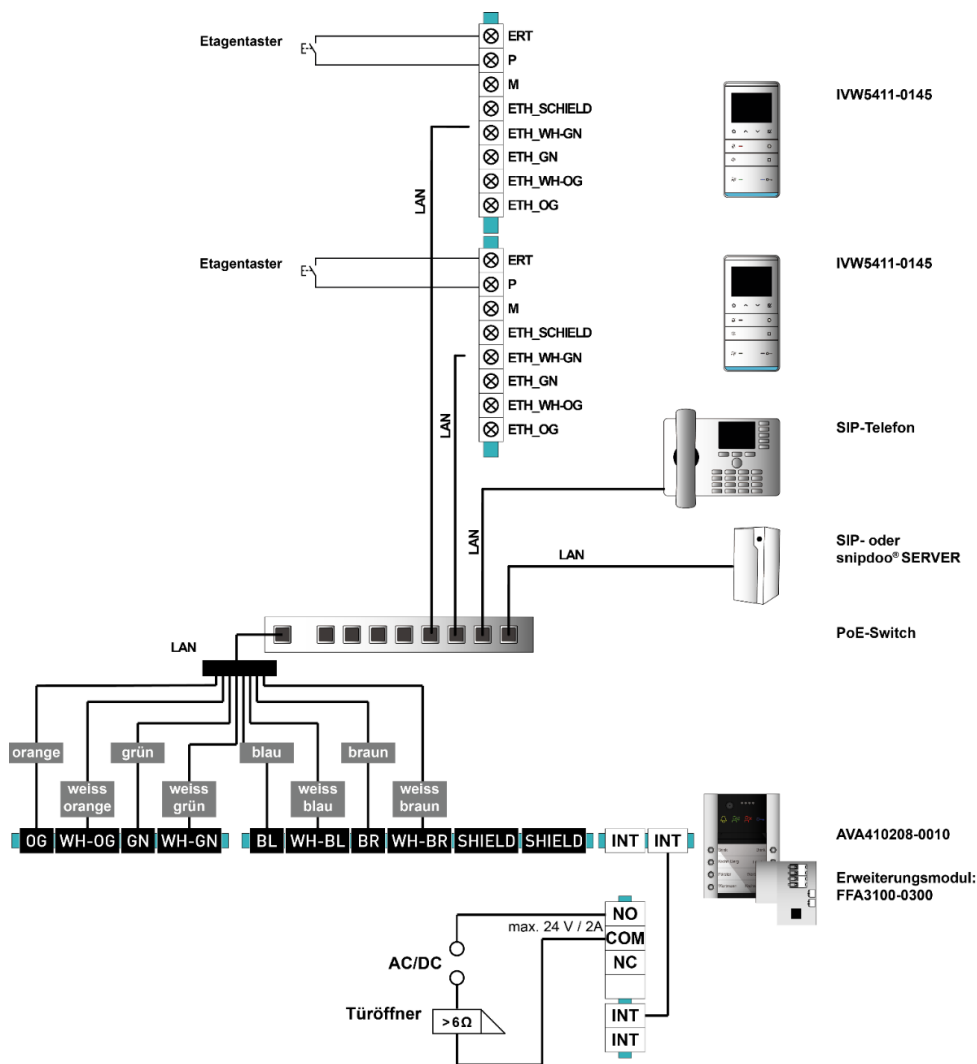 Etagentaster
ERT
P
M
ETH_SCHIELD
ETH_WH-GN
ETH_GN
ETH_WH-OG
ETH_OG
IVW5411-0145
LAN
Etagentaster
ERT
P
M
ETH_SCHIELD
ETH_WH-GN
ETH_GN
ETH_WH-OG
ETH_OG
IVW5411-0145
LAN
SIP-Telefon
LAN
LAN
SIP- oder
snipdoo® SERVER
PoE-Switch
LAN
orange
grün
blau
braun
weiss
orange
weiss
grün
weiss
blau
weiss
braun
OG WH-OG GN WH-GN BL WH-BL BR WH-BR SHIELD SHIELD INT INT
AVA410208-0010
Erweiterungsmodul:
FFA3100-0300
NO
max. 24 V / 2A
COM
NC
AC/DC
Türöffner
>6Ω
INT
INT